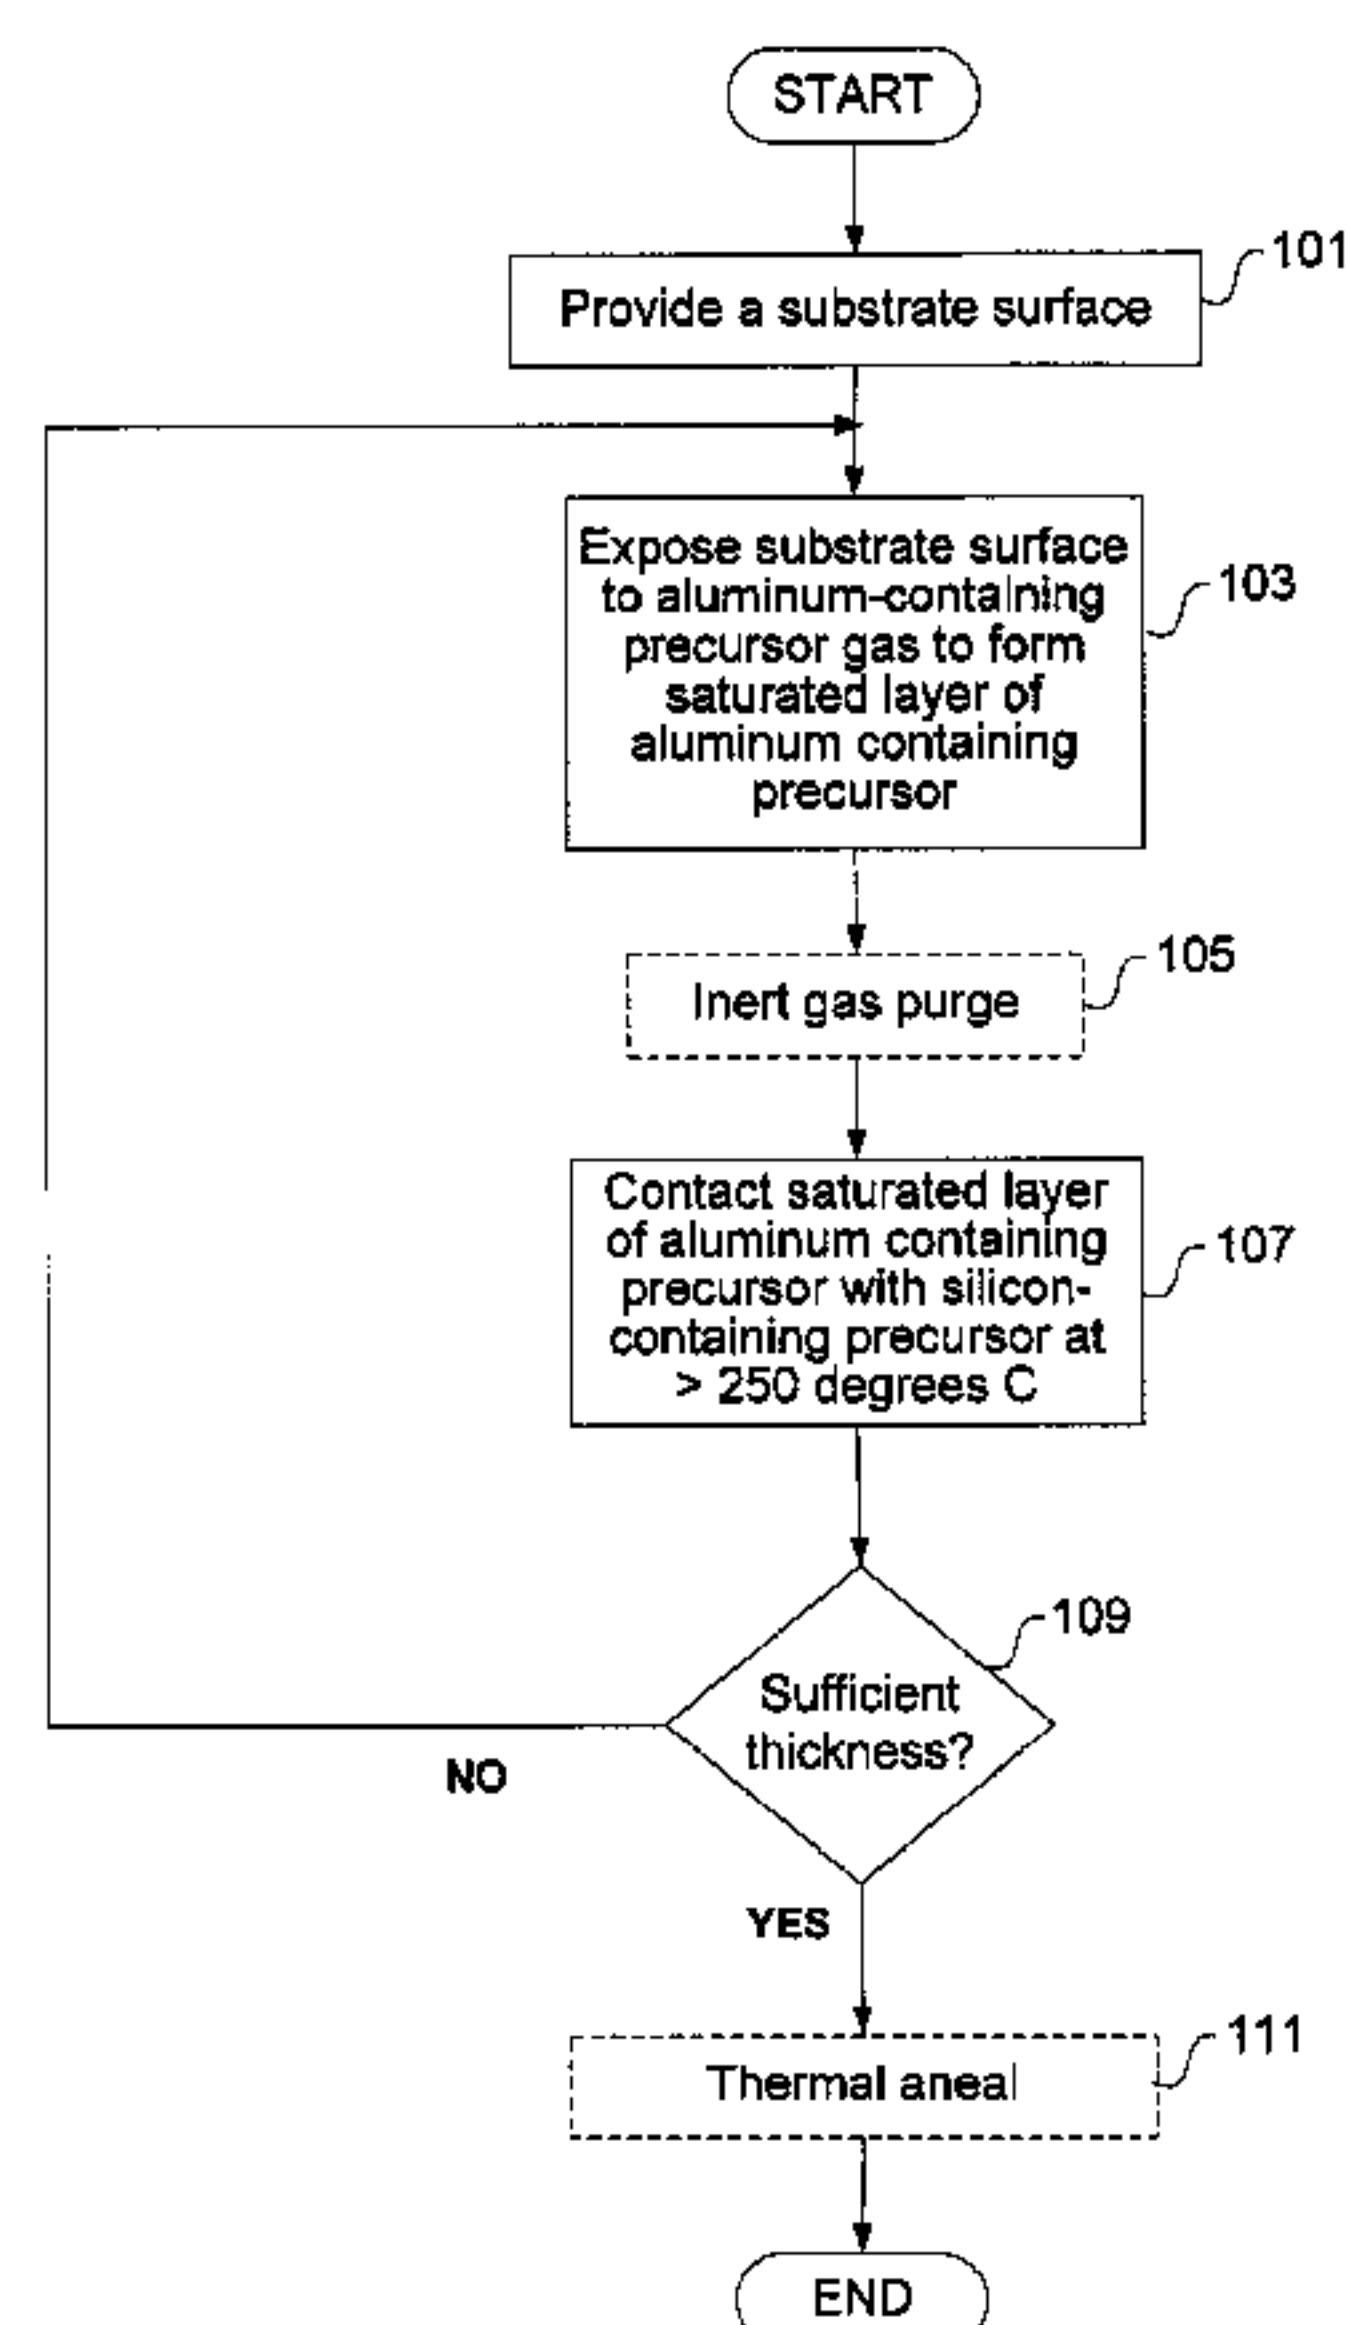 START
101
Provide a substrate surface
103
Expose substrate surface
to aluminum-containing
precursor gas to form
saturated layer of
aluminum containing
precursor
105
Inert gas purge
107
Contact saturated layer
of aluminum containing
precursor with silicon-
containing precursor at
> 250 degrees C
109
Sufficient
thickness?
NO
YES
111
Thermal aneal
END